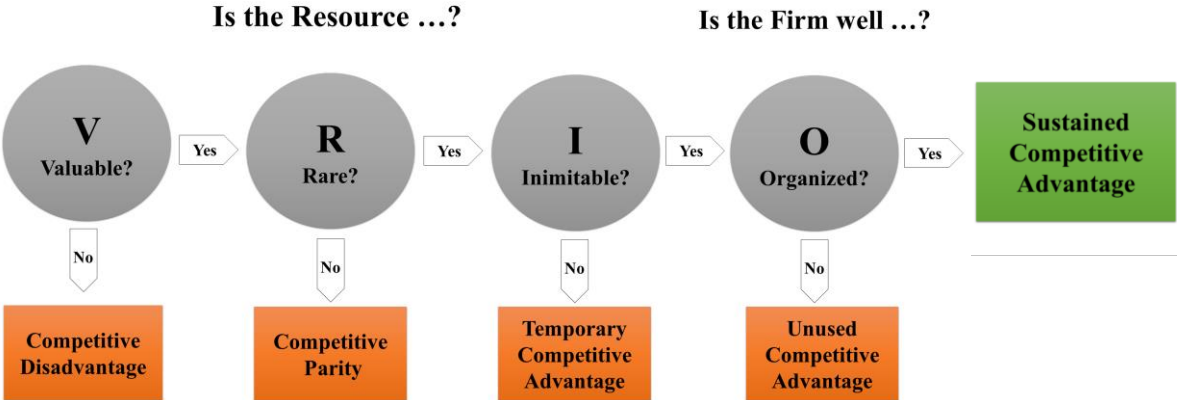 Is the Resource …?
Is the Firm well …?
V
Valuable?
Yes
R
Rare?
Yes
I
Inimitable?
Yes
O
Organized?
Yes
Sustained
Competitive
Advantage
No
No
No
No
Competitive
Disadvantage
Competitive
Parity
Temporary
Competitive
Advantage
Unused
Competitive
Advantage